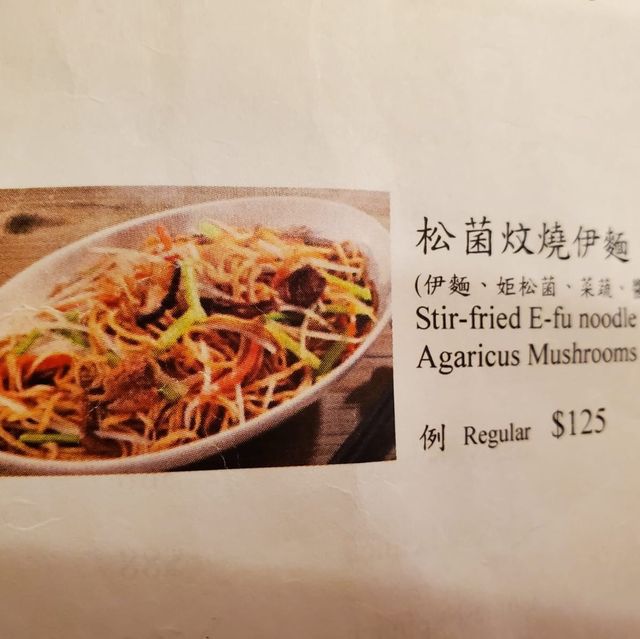 松菌炆燒伊麵
(伊麵、姫松菌、菜蔬、
Stir-fried E-fu noodle
Agaricus Mushrooms
例 Regular $125